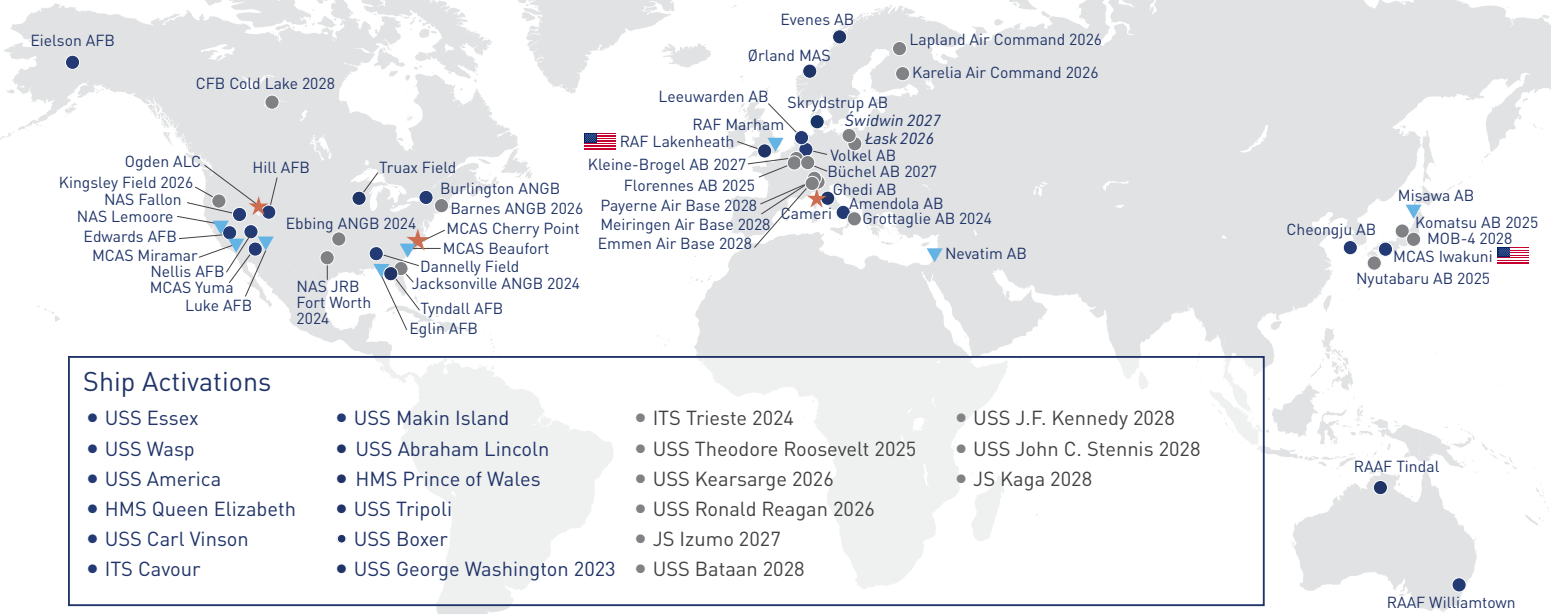 Eielson AFB
CFB Cold Lake 2028
Ogden ALC
Hill AFB
Kingsley Field 2026
NAS Fallon
NAS Lemoore
Edwards AFB
MCAS Miramar
Nellis AFB
MCAS Yuma
Luke AFB
Truax Field
Burlington ANGB
Barnes ANGB 2026
Ebbing ANGB 2024
MCAS Cherry Point
MCAS Beaufort
Dannelly Field
Jacksonville ANGB 2024
NAS JRB
Fort Worth
2024
Tyndall AFB
Eglin AFB
Evenes AB
Lapland Air Command 2026
Ørland MAS
Karelia Air Command 2026
Leeuwarden AB
Skrydstrup AB
RAF Marham
Świdwin 2027
RAF Lakenheath
Łask 2026
Volkel AB
Kleine-Brogel AB 2027
Büchel AB 2027
Florennes AB 2025
Ghedi AB
Payerne Air Base 2028
Amendola AB
Cameri
Meiringen Air Base 2028
Grottaglie AB 2024
Emmen Air Base 2028
Nevatim AB
Misawa AB
Komatsu AB 2025
Cheongju AB
MOB-4 2028
MCAS Iwakuni
Nyutabaru AB 2025
RAAF Tindal
RAAF Williamtown
Ship Activations
USS Essex
USS Wasp
USS America
HMS Queen Elizabeth
USS Carl Vinson
ITS Cavour
USS Makin Island
USS Abraham Lincoln
HMS Prince of Wales
USS Tripoli
USS Boxer
USS George Washington 2023
ITS Trieste 2024
USS Theodore Roosevelt 2025
USS Kearsarge 2026
USS Ronald Reagan 2026
JS Izumo 2027
USS Bataan 2028
USS J.F. Kennedy 2028
USS John C. Stennis 2028
JS Kaga 2028